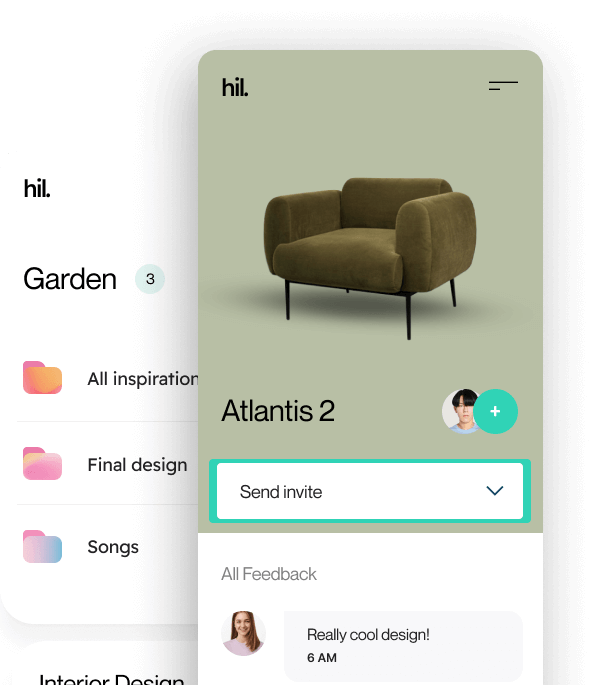 hil.
Garden 3
All inspiration
Final design
Songs
Interior Design
hil.
Atlantis 2
+
Send invite
All Feedback
Really cool design!
6 AM